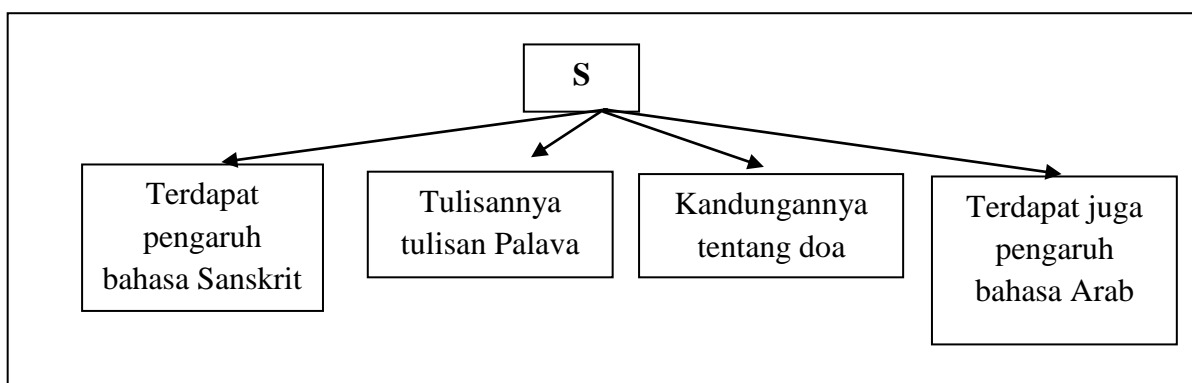 S
Terdapat
pengaruh
bahasa Sanskrit
Tulisannya
tulisan Palava
Kandungannya
tentang doa
Terdapat juga
pengaruh
bahasa Arab